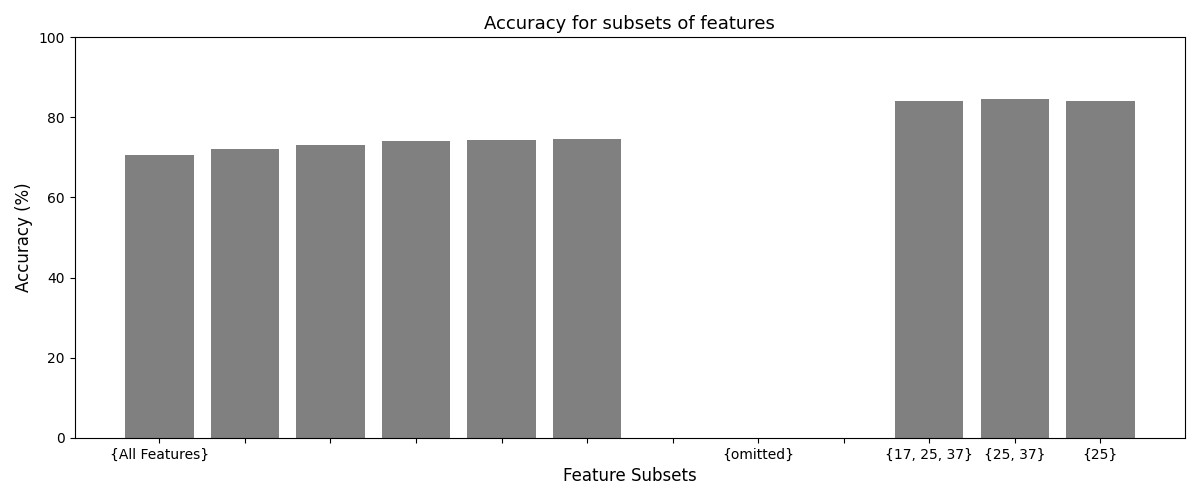 Accuracy for subsets of features
100
80
60
40
20
0
Accuracy (%)
{All Features} {omitted} {17, 25, 37} {25, 37} {25}
Feature Subsets